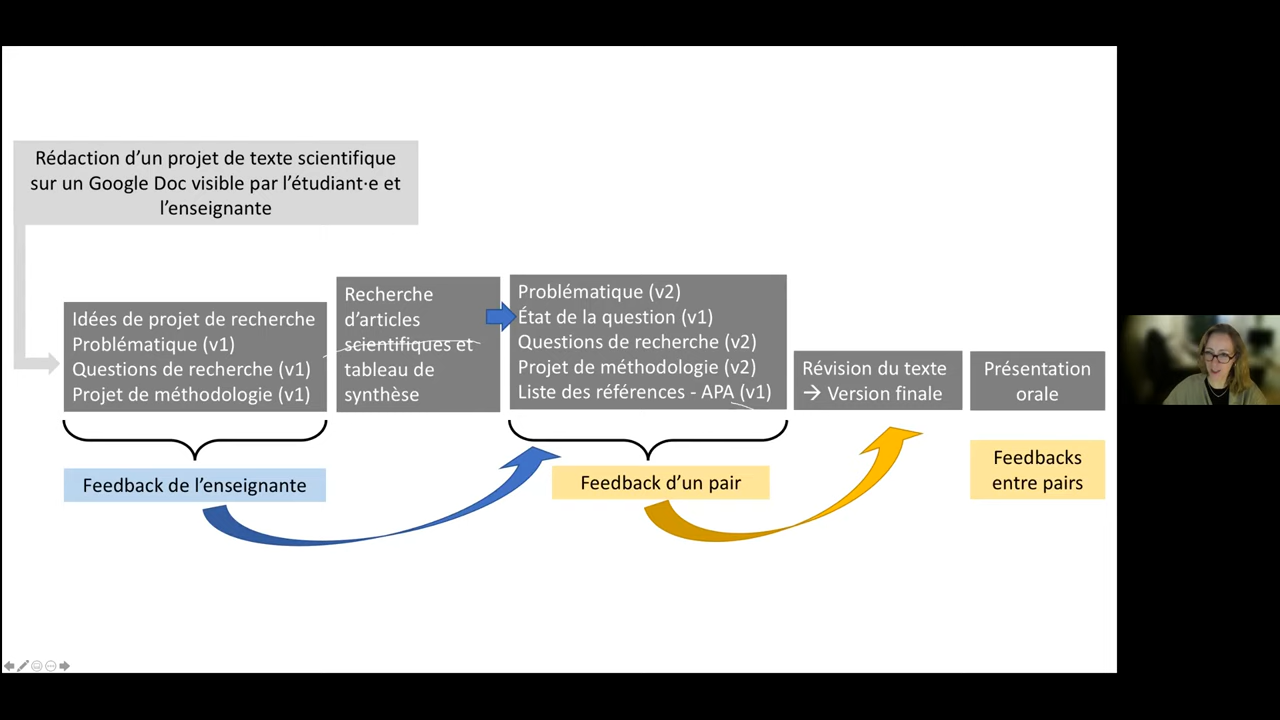 Rédaction d’un projet de texte scientifique
sur un Google Doc visible par l’étudiant·e et
l’enseignante
Idées de projet de recherche
Problématique (v1)
Questions de recherche (v1)
Projet de méthodologie (v1)
Recherche
d’articles
scientifiques et
tableau de
synthèse
Problématique (v2)
État de la question (v1)
Questions de recherche (v2)
Projet de méthodologie (v2)
Liste des références - APA (v1)
Révision du texte
→ Version finale
Présentation
orale
Feedback de l’enseignante
Feedback d’un pair
Feedbacks
entre pairs